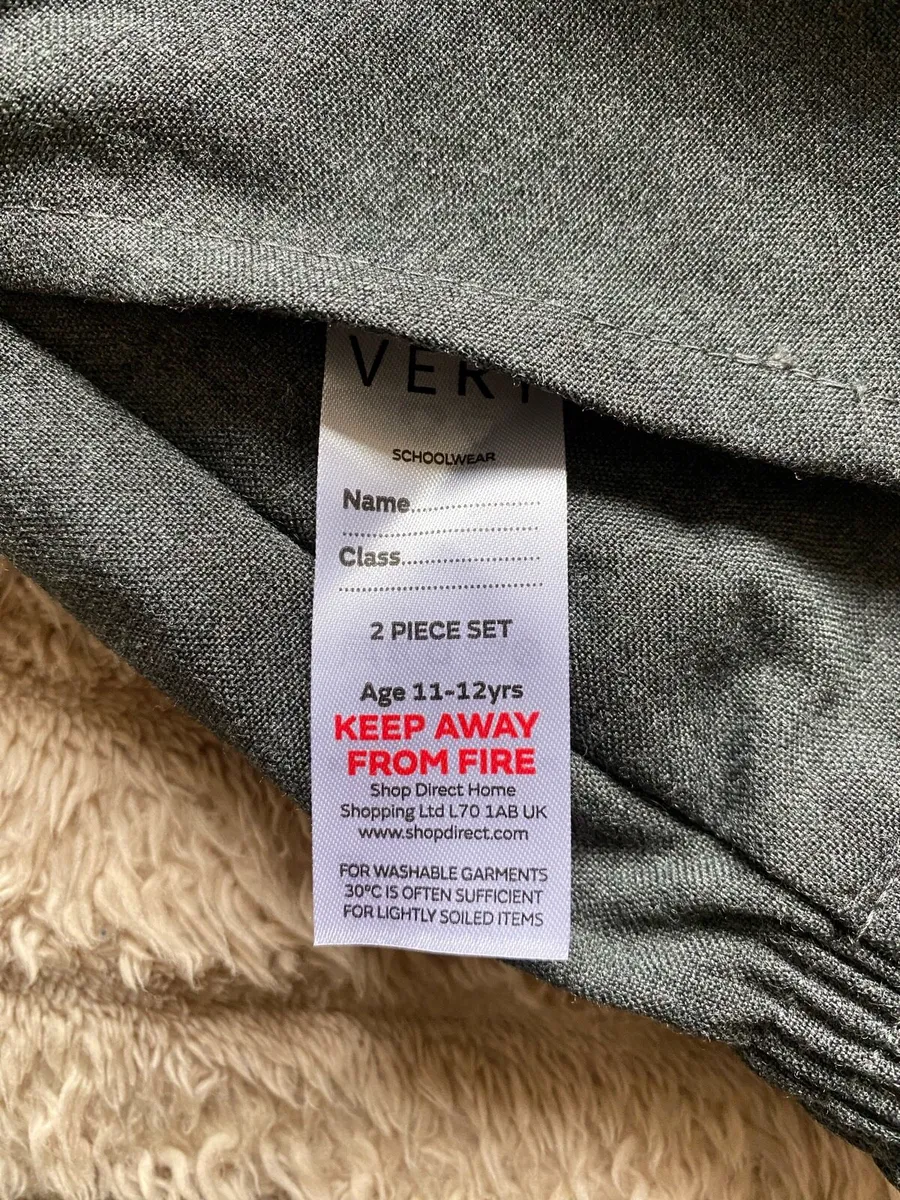 VERY
SCHOOLWEAR
Name..............................
..............................................
Class................................
..............................................
2 PIECE SET
Age 11-12yrs
KEEP AWAY
FROM FIRE
Shop Direct Home
Shopping Ltd L70 1AB UK
www.shopdirect.com
FOR WASHABLE GARMENTS
30°C IS OFTEN SUFFICIENT
FOR LIGHTLY SOILED ITEMS